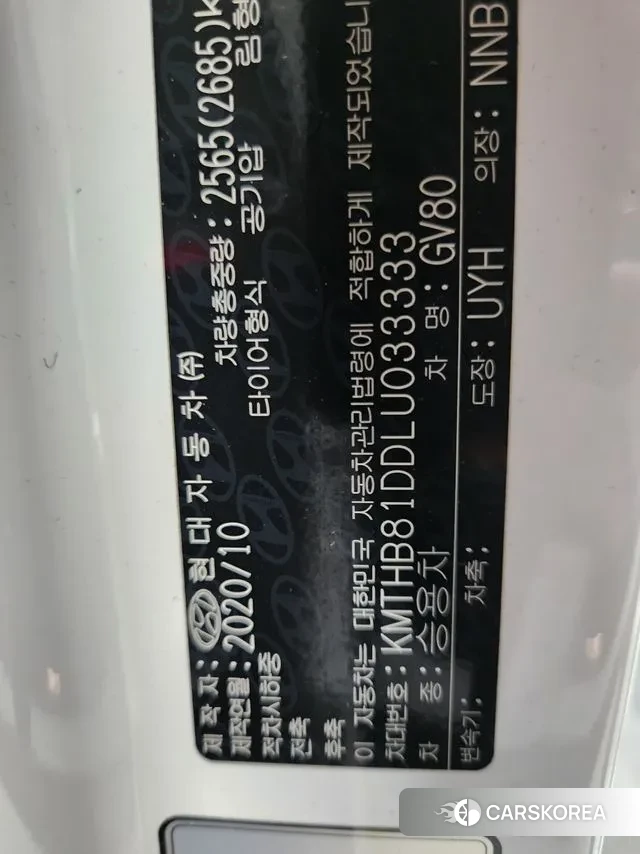 제 작 자: 현 대 자 동 차 (주)
제작연월: 2020/10 차량총중량: 2565(2685)k
적차시하중 타이어형식 공기압 림형
전축
후축
이 자동차는 대한민국 자동차관리법령에 적합하게 제작되었습니
차대번호: KMTHB81DDLU033333
차 종: 승용차 차 명: GV80
변속기: 차축: 도장: UYH 의장: NNB
CARSKOREA